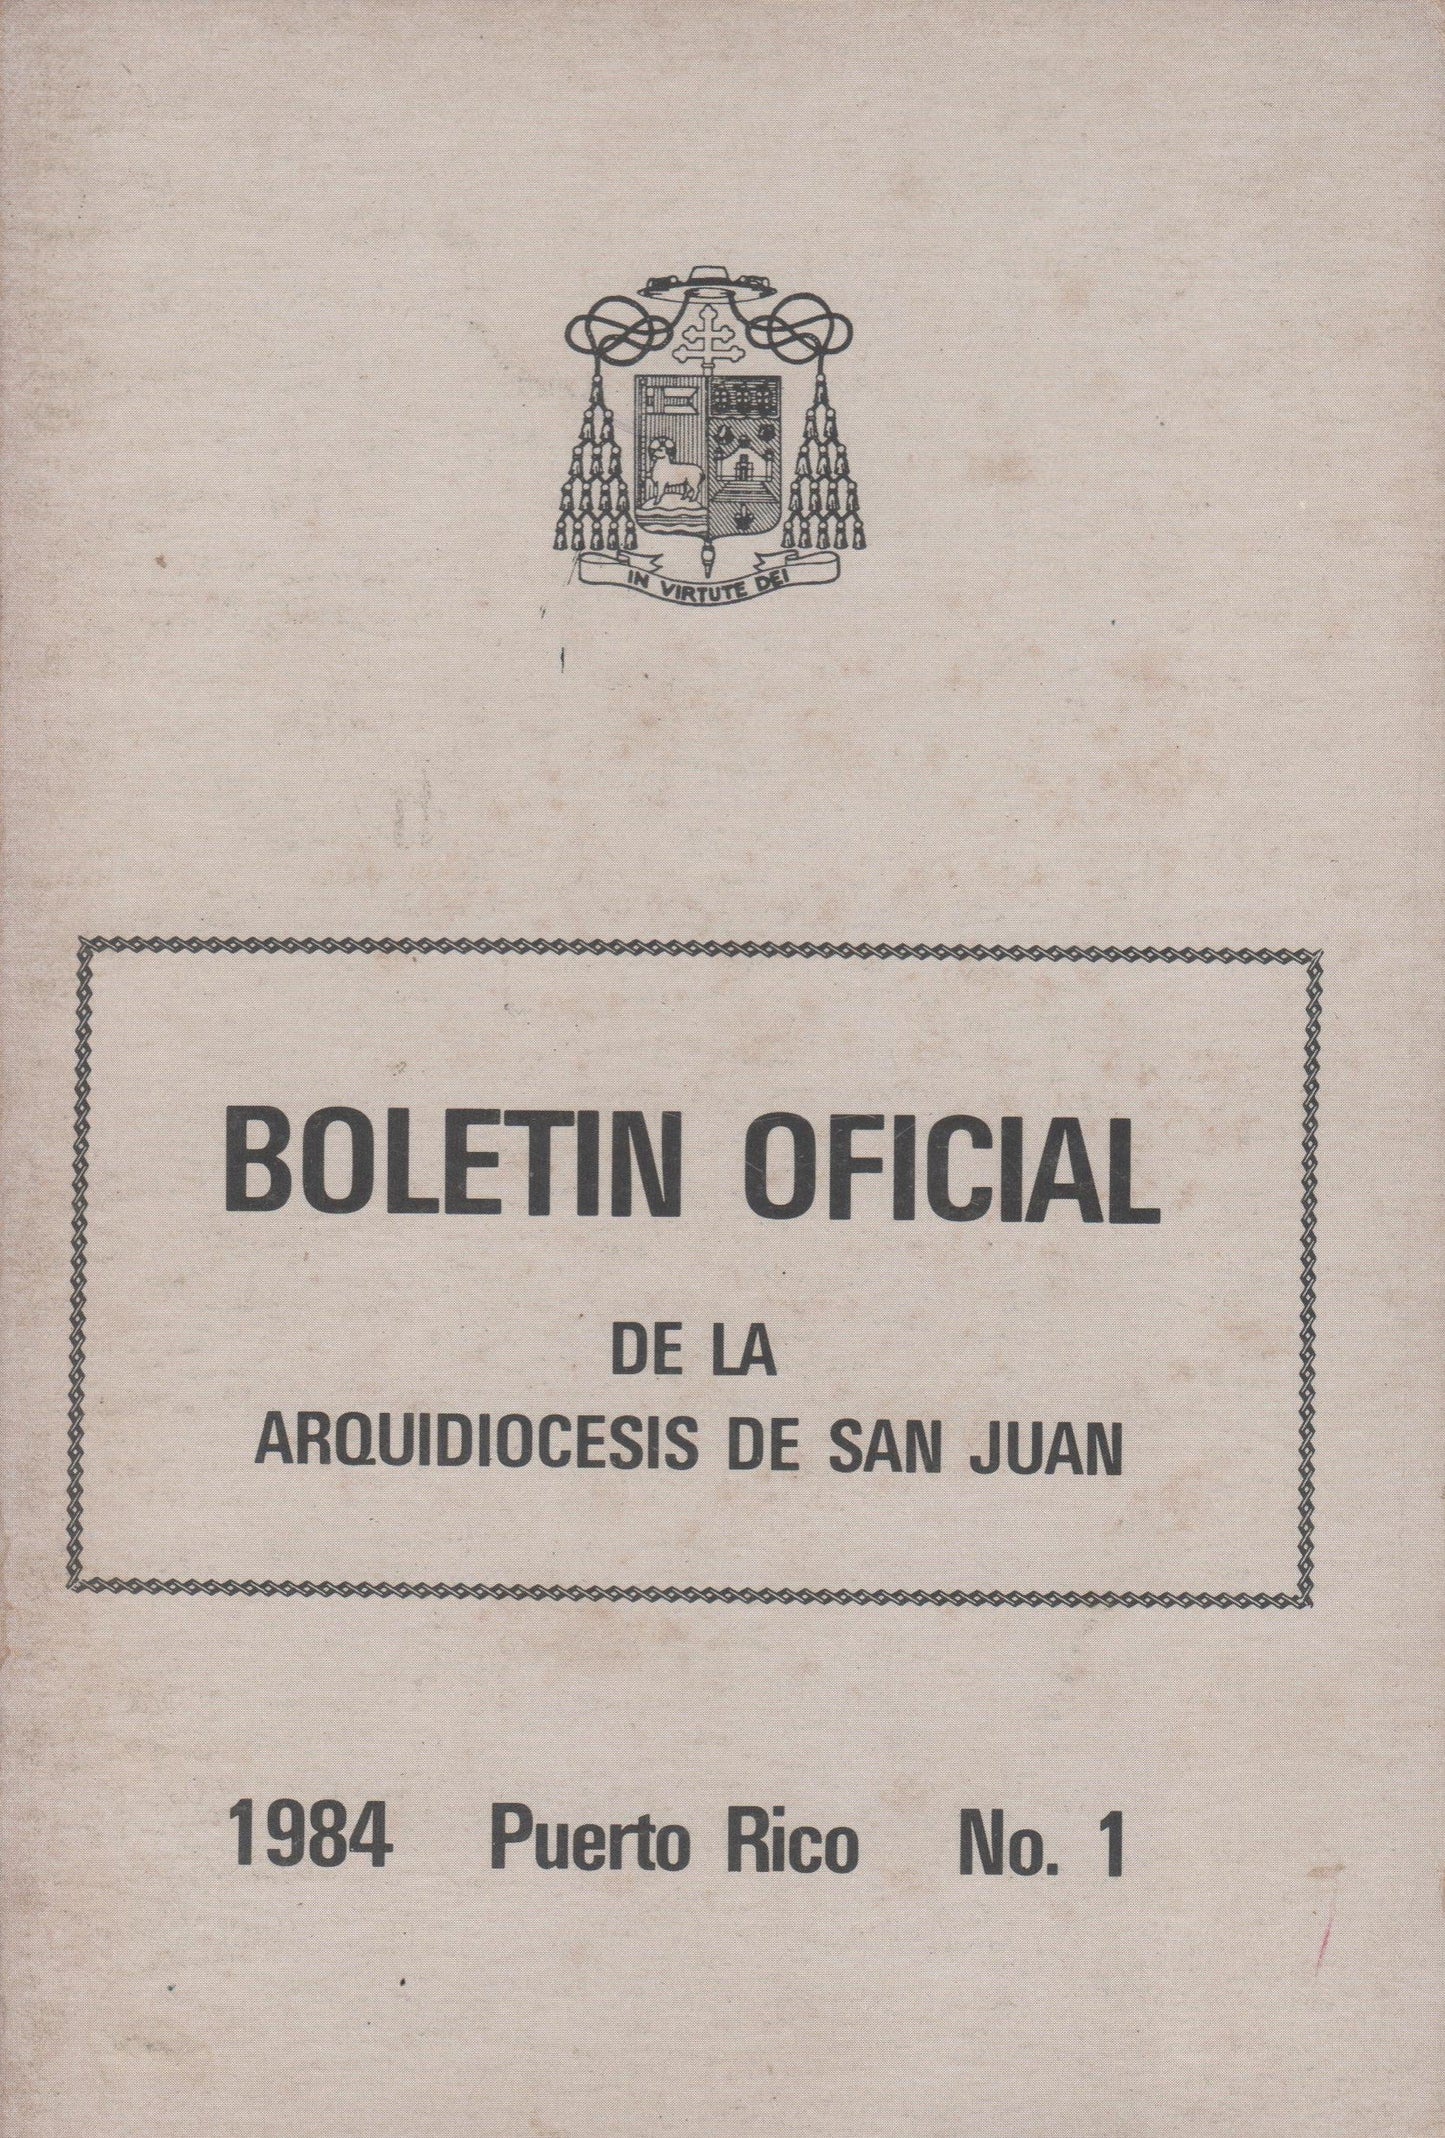 IN VIRTUTE DEI
BOLETIN OFICIAL
DE LA
ARQUIDIOCESIS DE SAN JUAN
1984 Puerto Rico No. 1